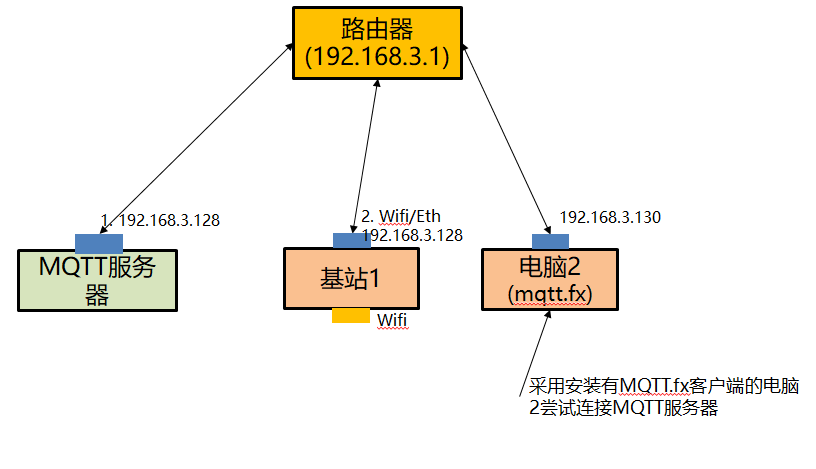 路由器
(192.168.3.1)
1. 192.168.3.128
2. Wifi/Eth
192.168.3.128
192.168.3.130
MQTT服务
器
基站1
电脑2
(mqtt.fx)
Wifi
采用安装有MQTT.fx客户端的电脑
2尝试连接MQTT服务器